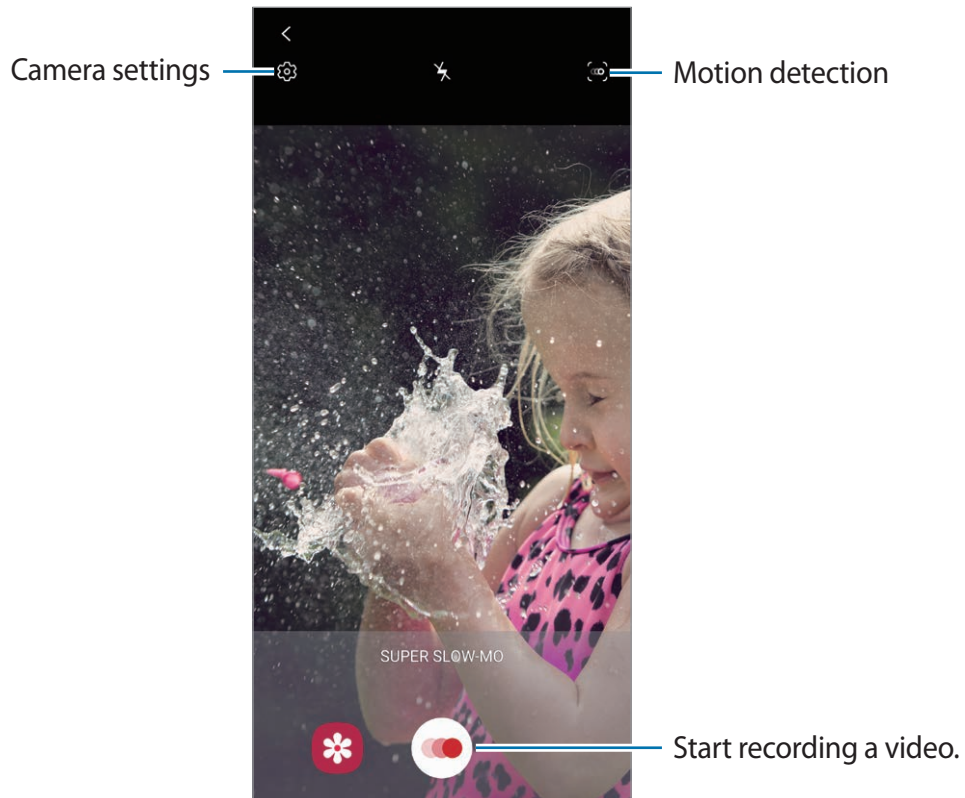 Camera settings
Motion detection
SUPER SLOW-MO
Start recording a video.